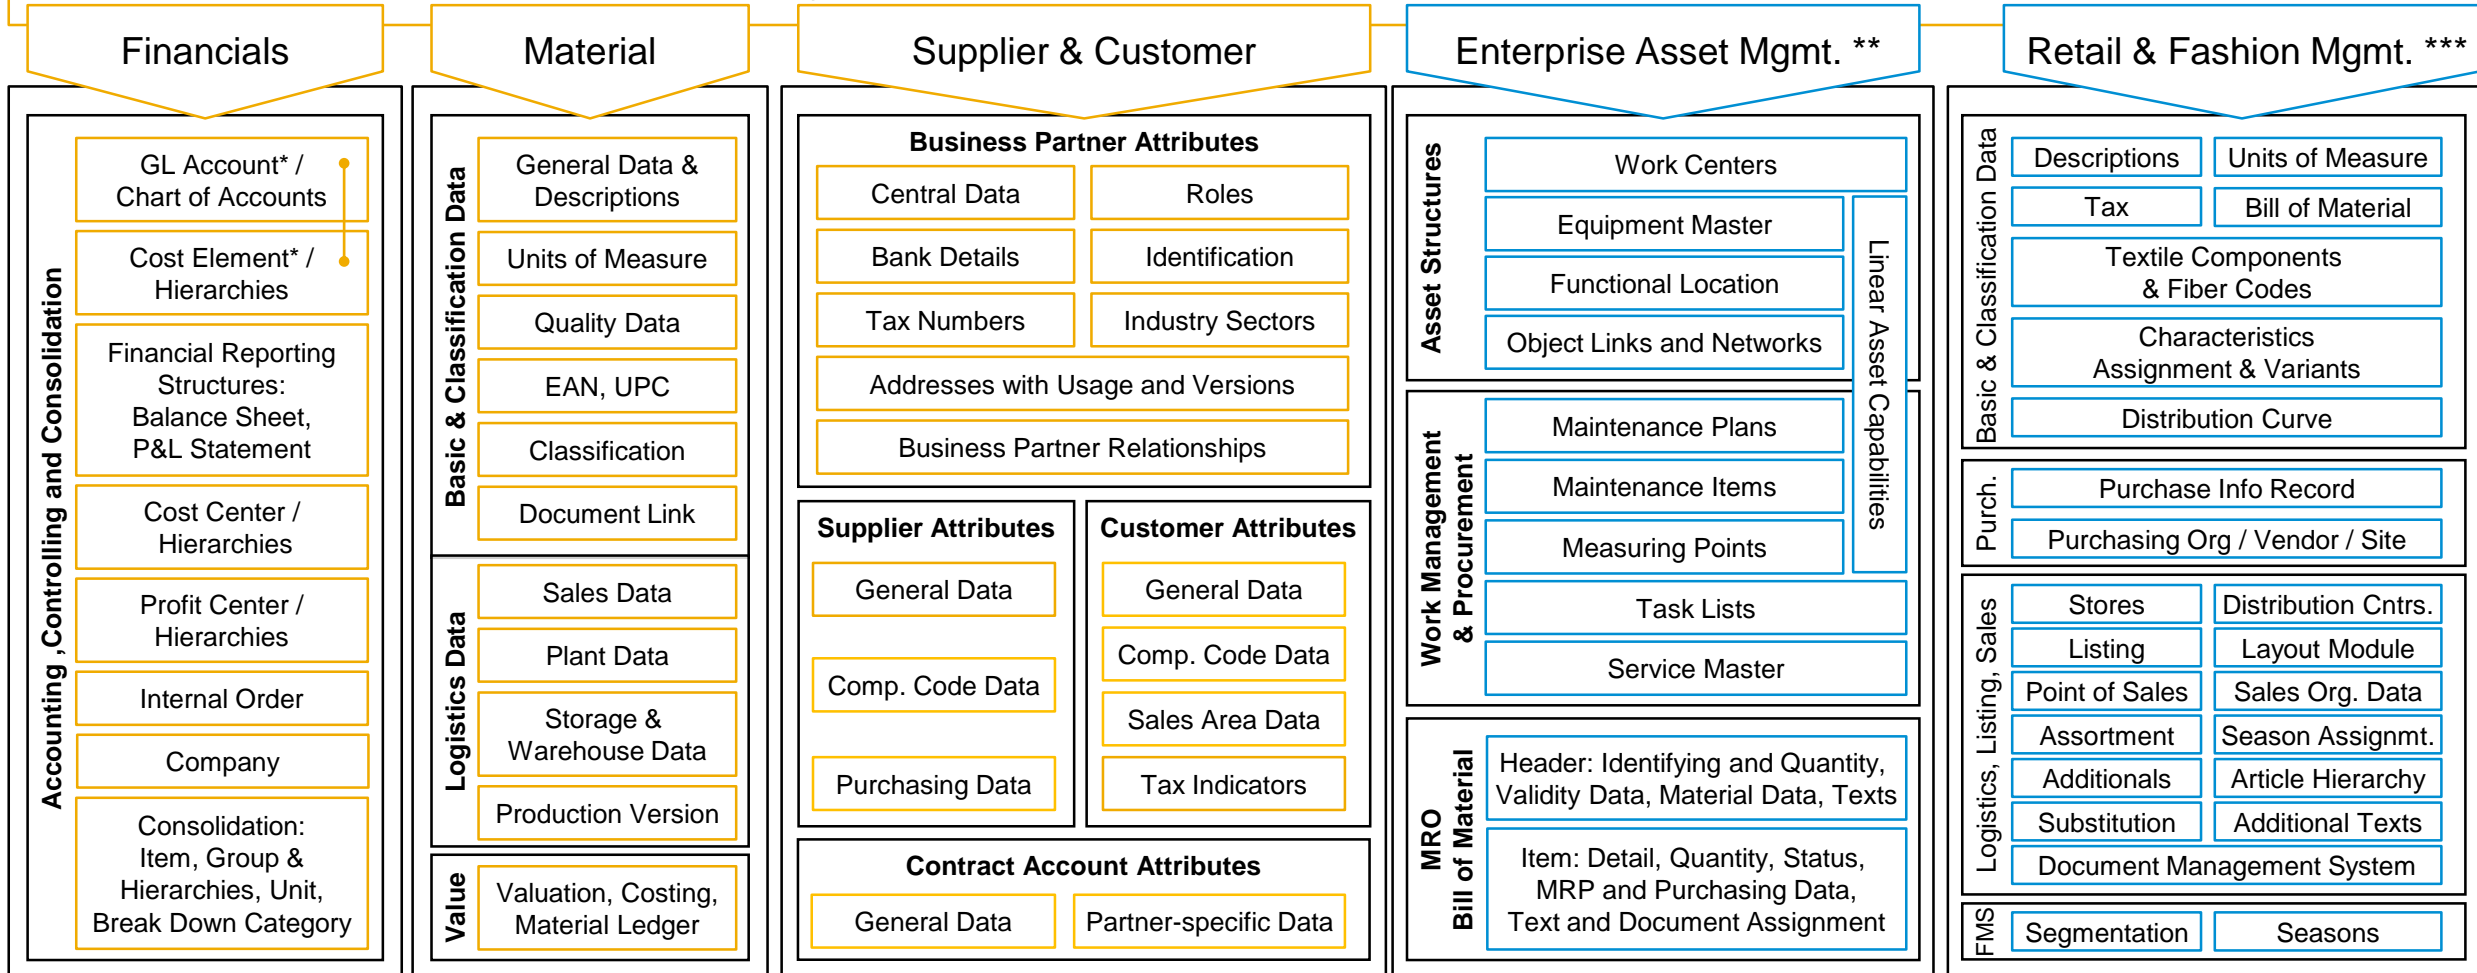 Financials
Accounting ,Controlling and Consolidation
GL Account* /
Chart of Accounts
Cost Element* /
Hierarchies
Financial Reporting
Structures:
Balance Sheet,
P&L Statement
Cost Center /
Hierarchies
Profit Center /
Hierarchies
Internal Order
Company
Consolidation:
Item, Group &
Hierarchies, Unit,
Break Down Category
Material
Basic & Classification Data
General Data &
Descriptions
Units of Measure
Quality Data
EAN, UPC
Classification
Document Link
Logistics Data
Sales Data
Plant Data
Storage &
Warehouse Data
Production Version
Value
Valuation, Costing,
Material Ledger
Supplier & Customer
Business Partner Attributes
Central Data
Roles
Bank Details
Identification
Tax Numbers
Industry Sectors
Addresses with Usage and Versions
Business Partner Relationships
Supplier Attributes
General Data
Comp. Code Data
Purchasing Data
Customer Attributes
General Data
Comp. Code Data
Sales Area Data
Tax Indicators
Contract Account Attributes
General Data
Partner-specific Data
Enterprise Asset Mgmt. **
Asset Structures
Work Centers
Equipment Master
Functional Location
Object Links and Networks
Linear Asset Capabilities
Work Management
& Procurement
Maintenance Plans
Maintenance Items
Measuring Points
Task Lists
Service Master
MRO
Bill of Material
Header: Identifying and Quantity,
Validity Data, Material Data, Texts
Item: Detail, Quantity, Status,
MRP and Purchasing Data,
Text and Document Assignment
Retail & Fashion Mgmt. ***
Basic & Classification Data
Descriptions
Units of Measure
Tax
Bill of Material
Textile Components
& Fiber Codes
Characteristics
Assignment & Variants
Distribution Curve
Purch.
Purchase Info Record
Purchasing Org / Vendor / Site
Logistics, Listing, Sales
Stores
Distribution Cntrs.
Listing
Layout Module
Point of Sales
Sales Org. Data
Assortment
Season Assignmt.
Additionals
Article Hierarchy
Substitution
Additional Texts
Document Management System
FMS
Segmentation
Seasons